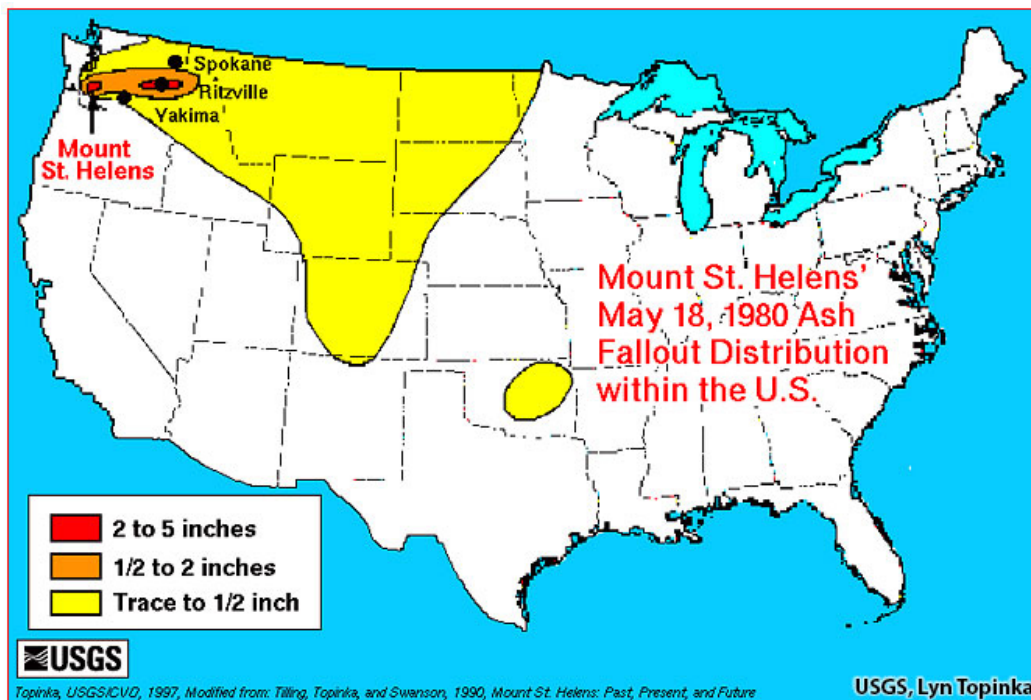 Spokane
Ritzville
Yakima
Mount
St. Helens
Mount St. Helens'
May 18, 1980 Ash
Fallout Distribution
within the U.S.
2 to 5 inches
1/2 to 2 inches
Trace to 1/2 inch
USGS
Topinka, USGS/CVO, 1997, Modified from: Tilling, Topinka, and Swanson, 1990, Mount St. Helens: Past, Present, and Future
USGS, Lyn Topinka